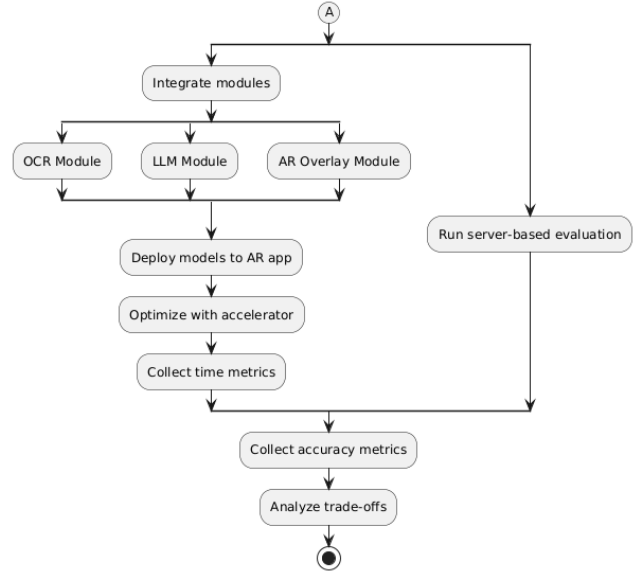 A
Integrate modules
OCR Module
LLM Module
AR Overlay Module
Run server-based evaluation
Deploy models to AR app
Optimize with accelerator
Collect time metrics
Collect accuracy metrics
Analyze trade-offs